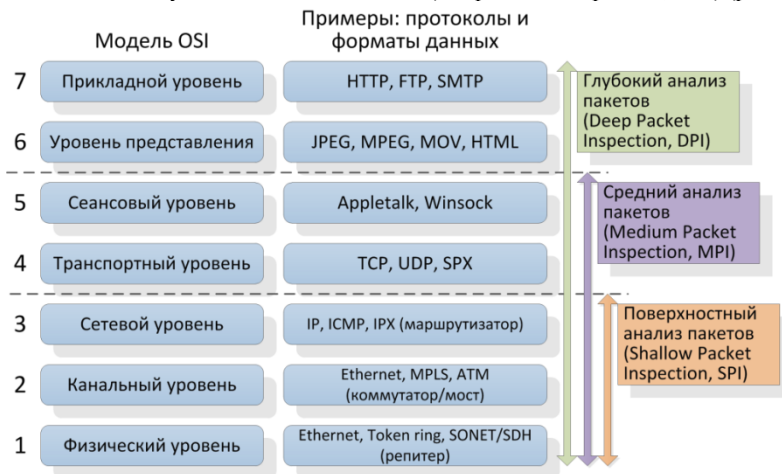 Модель OSI
Примеры: протоколы и
форматы данных
7
Прикладной уровень
HTTP, FTP, SMTP
6
Уровень представления
JPEG, MPEG, MOV, HTML
5
Сеансовый уровень
Appletalk, Winsock
4
Транспортный уровень
TCP, UDP, SPX
3
Сетевой уровень
IP, ICMP, IPX (маршрутизатор)
2
Канальный уровень
Ethernet, MPLS, ATM
(коммутатор/мост)
1
Физический уровень
Ethernet, Token ring, SONET/SDH
(репитер)
Глубокий анализ
пакетов
(Deep Packet
Inspection, DPI)
Средний анализ
пакетов
(Medium Packet
Inspection, MPI)
Поверхностный
анализ пакетов
(Shallow Packet
Inspection, SPI)